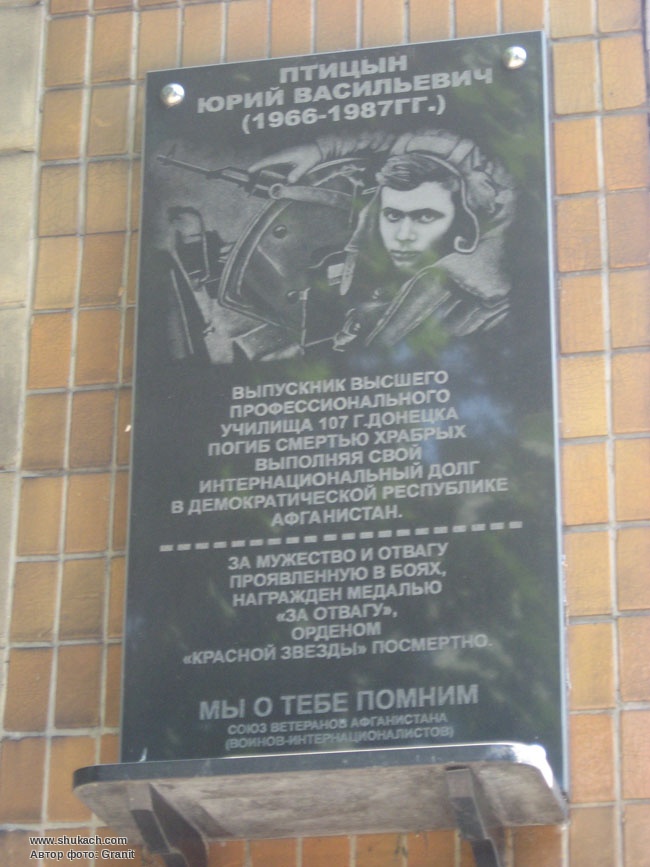 ПТИЦЫН
ЮРИЙ ВАСИЛЬЕВИЧ
(1966-1987ГГ.)
ВЫПУСКНИК ВЫСШЕГО
ПРОФЕССИОНАЛЬНОГО
УЧИЛИЩА 107 Г.ДОНЕЦКА
ПОГИБ СМЕРТЬЮ ХРАБРЫХ
ВЫПОЛНЯЯ СВОЙ
ИНТЕРНАЦИОНАЛЬНЫЙ ДОЛГ
В ДЕМОКРАТИЧЕСКОЙ РЕСПУБЛИКЕ
АФГАНИСТАН.
ЗА МУЖЕСТВО И ОТВАГУ
ПРОЯВЛЕННУЮ В БОЯХ,
НАГРАЖДЕН МЕДАЛЬЮ
«ЗА ОТВАГУ»,
ОРДЕНОМ
«КРАСНОЙ ЗВЕЗДЫ» ПОСМЕРТНО.
МЫ О ТЕБЕ ПОМНИМ
СОЮЗ ВЕТЕРАНОВ АФГАНИСТАНА
(ВОИНОВ-ИНТЕРНАЦИОНАЛИСТОВ)
www.shukach.com
Автор фото: Granit